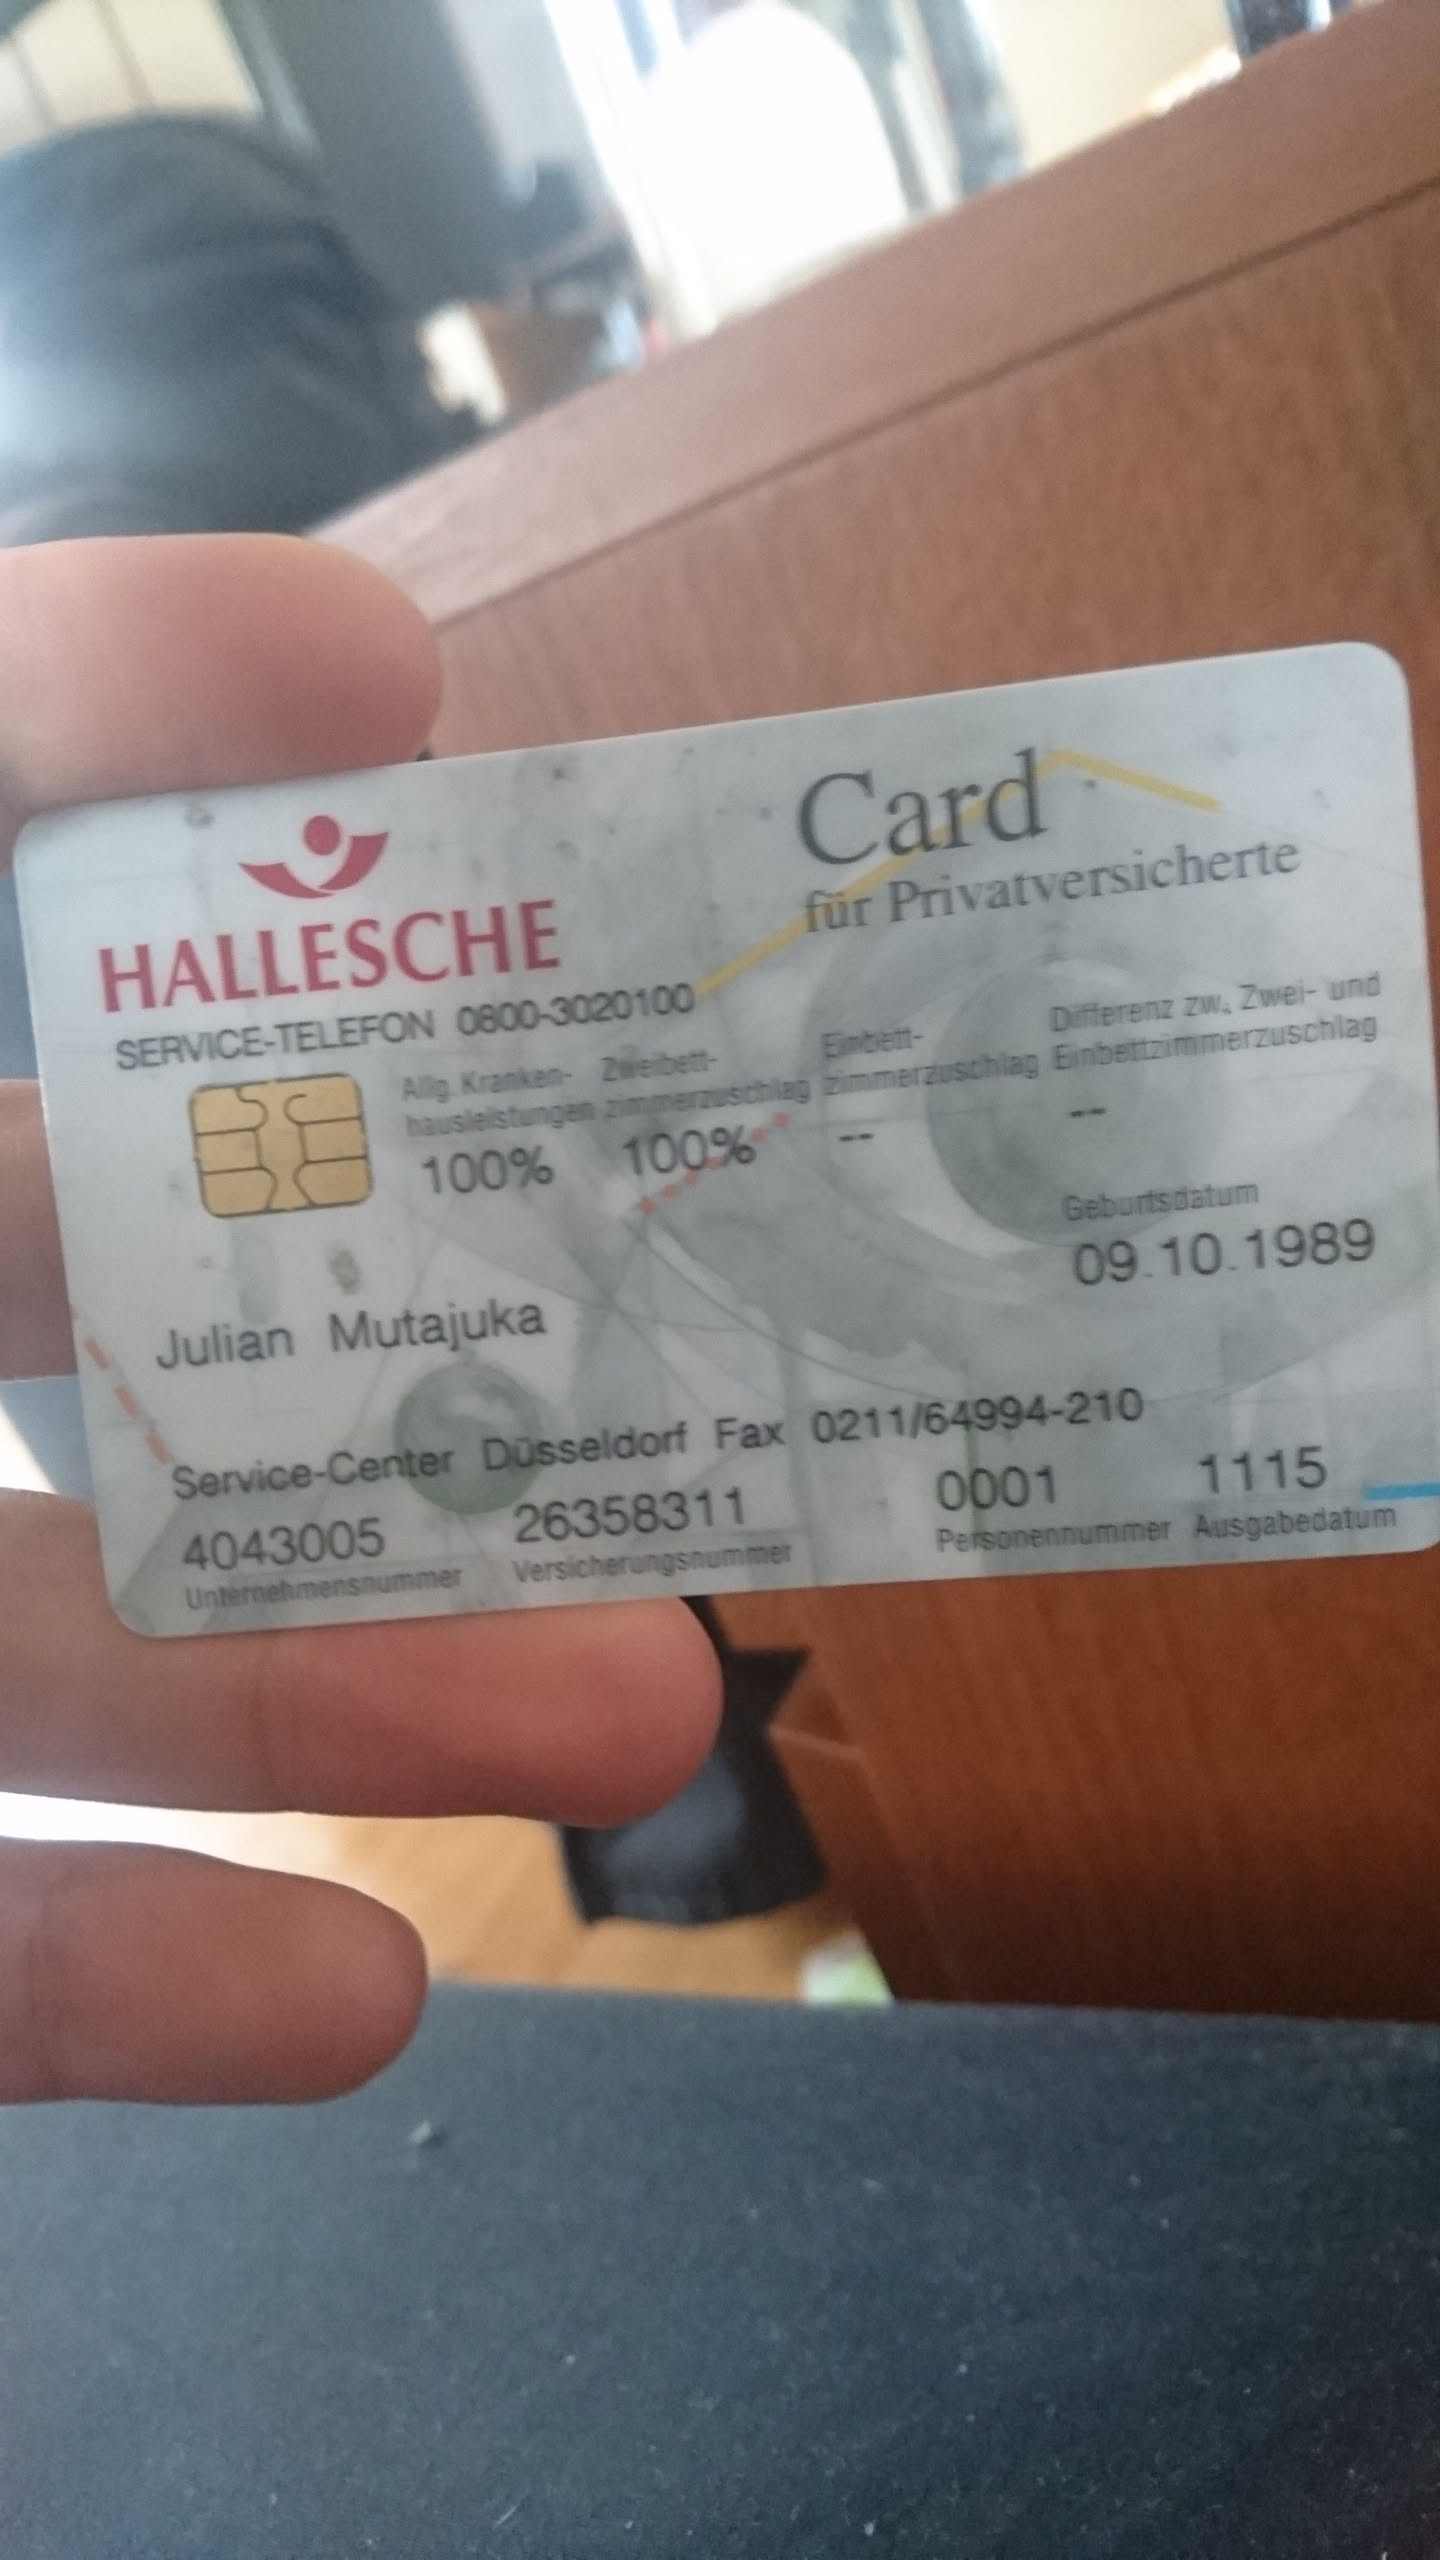 HALLESCHE
Card
für Privatversicherte
SERVICE-TELEFON 0800-3020100
Allg. Kranken- Zweibett- Einbett- Differenz zw. Zwei- und
hausleistungen zimmerzuschlag zimmerzuschlag Einbettzimmerzuschlag
100% 100% -- --
Geburtsdatum
09.10.1989
Julian Mutajuka
Service-Center Düsseldorf Fax 0211/64994-210
4043005 26358311 0001 1115
Unternehmensnummer Versicherungsnummer Personennummer Ausgabedatum